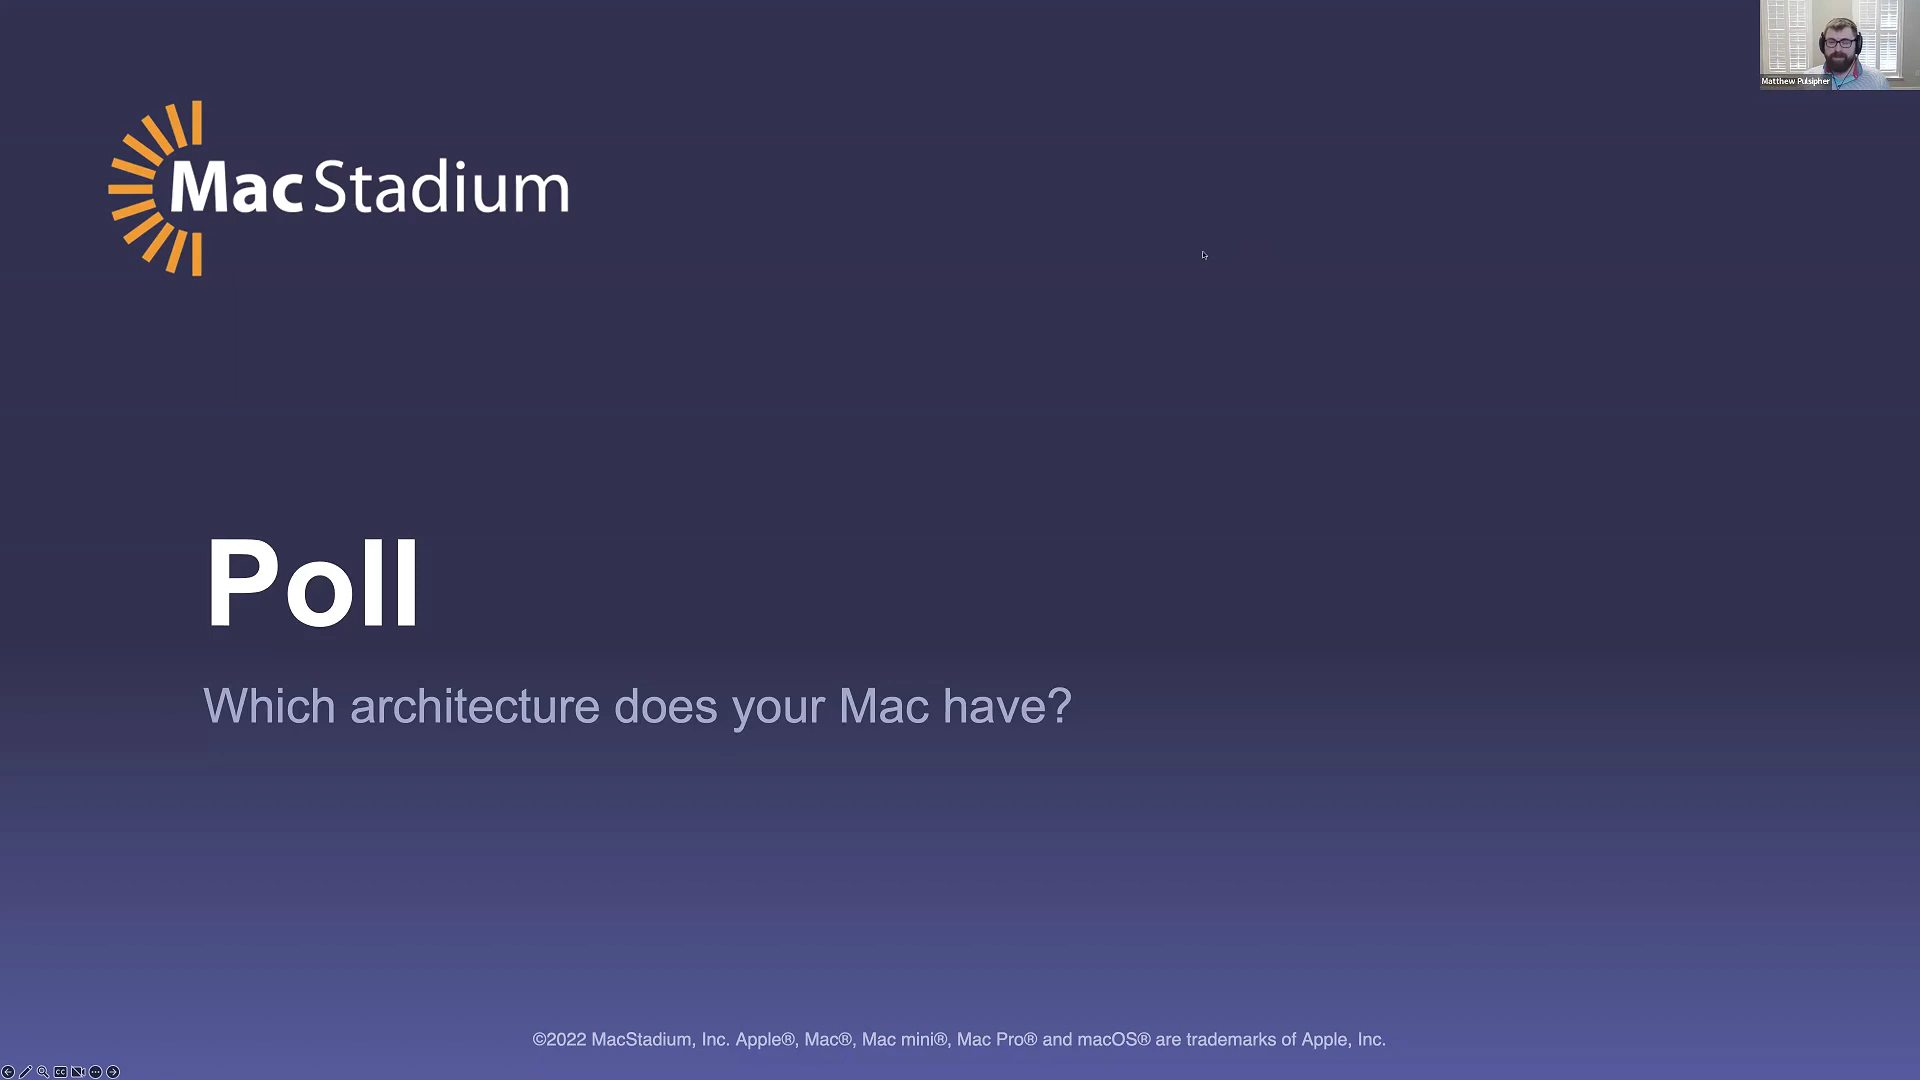 Matthew Pulsipher
MacStadium
Poll
Which architecture does your Mac have?
©2022 MacStadium, Inc. Apple®, Mac®, Mac mini®, Mac Pro® and macOS® are trademarks of Apple, Inc.
CC